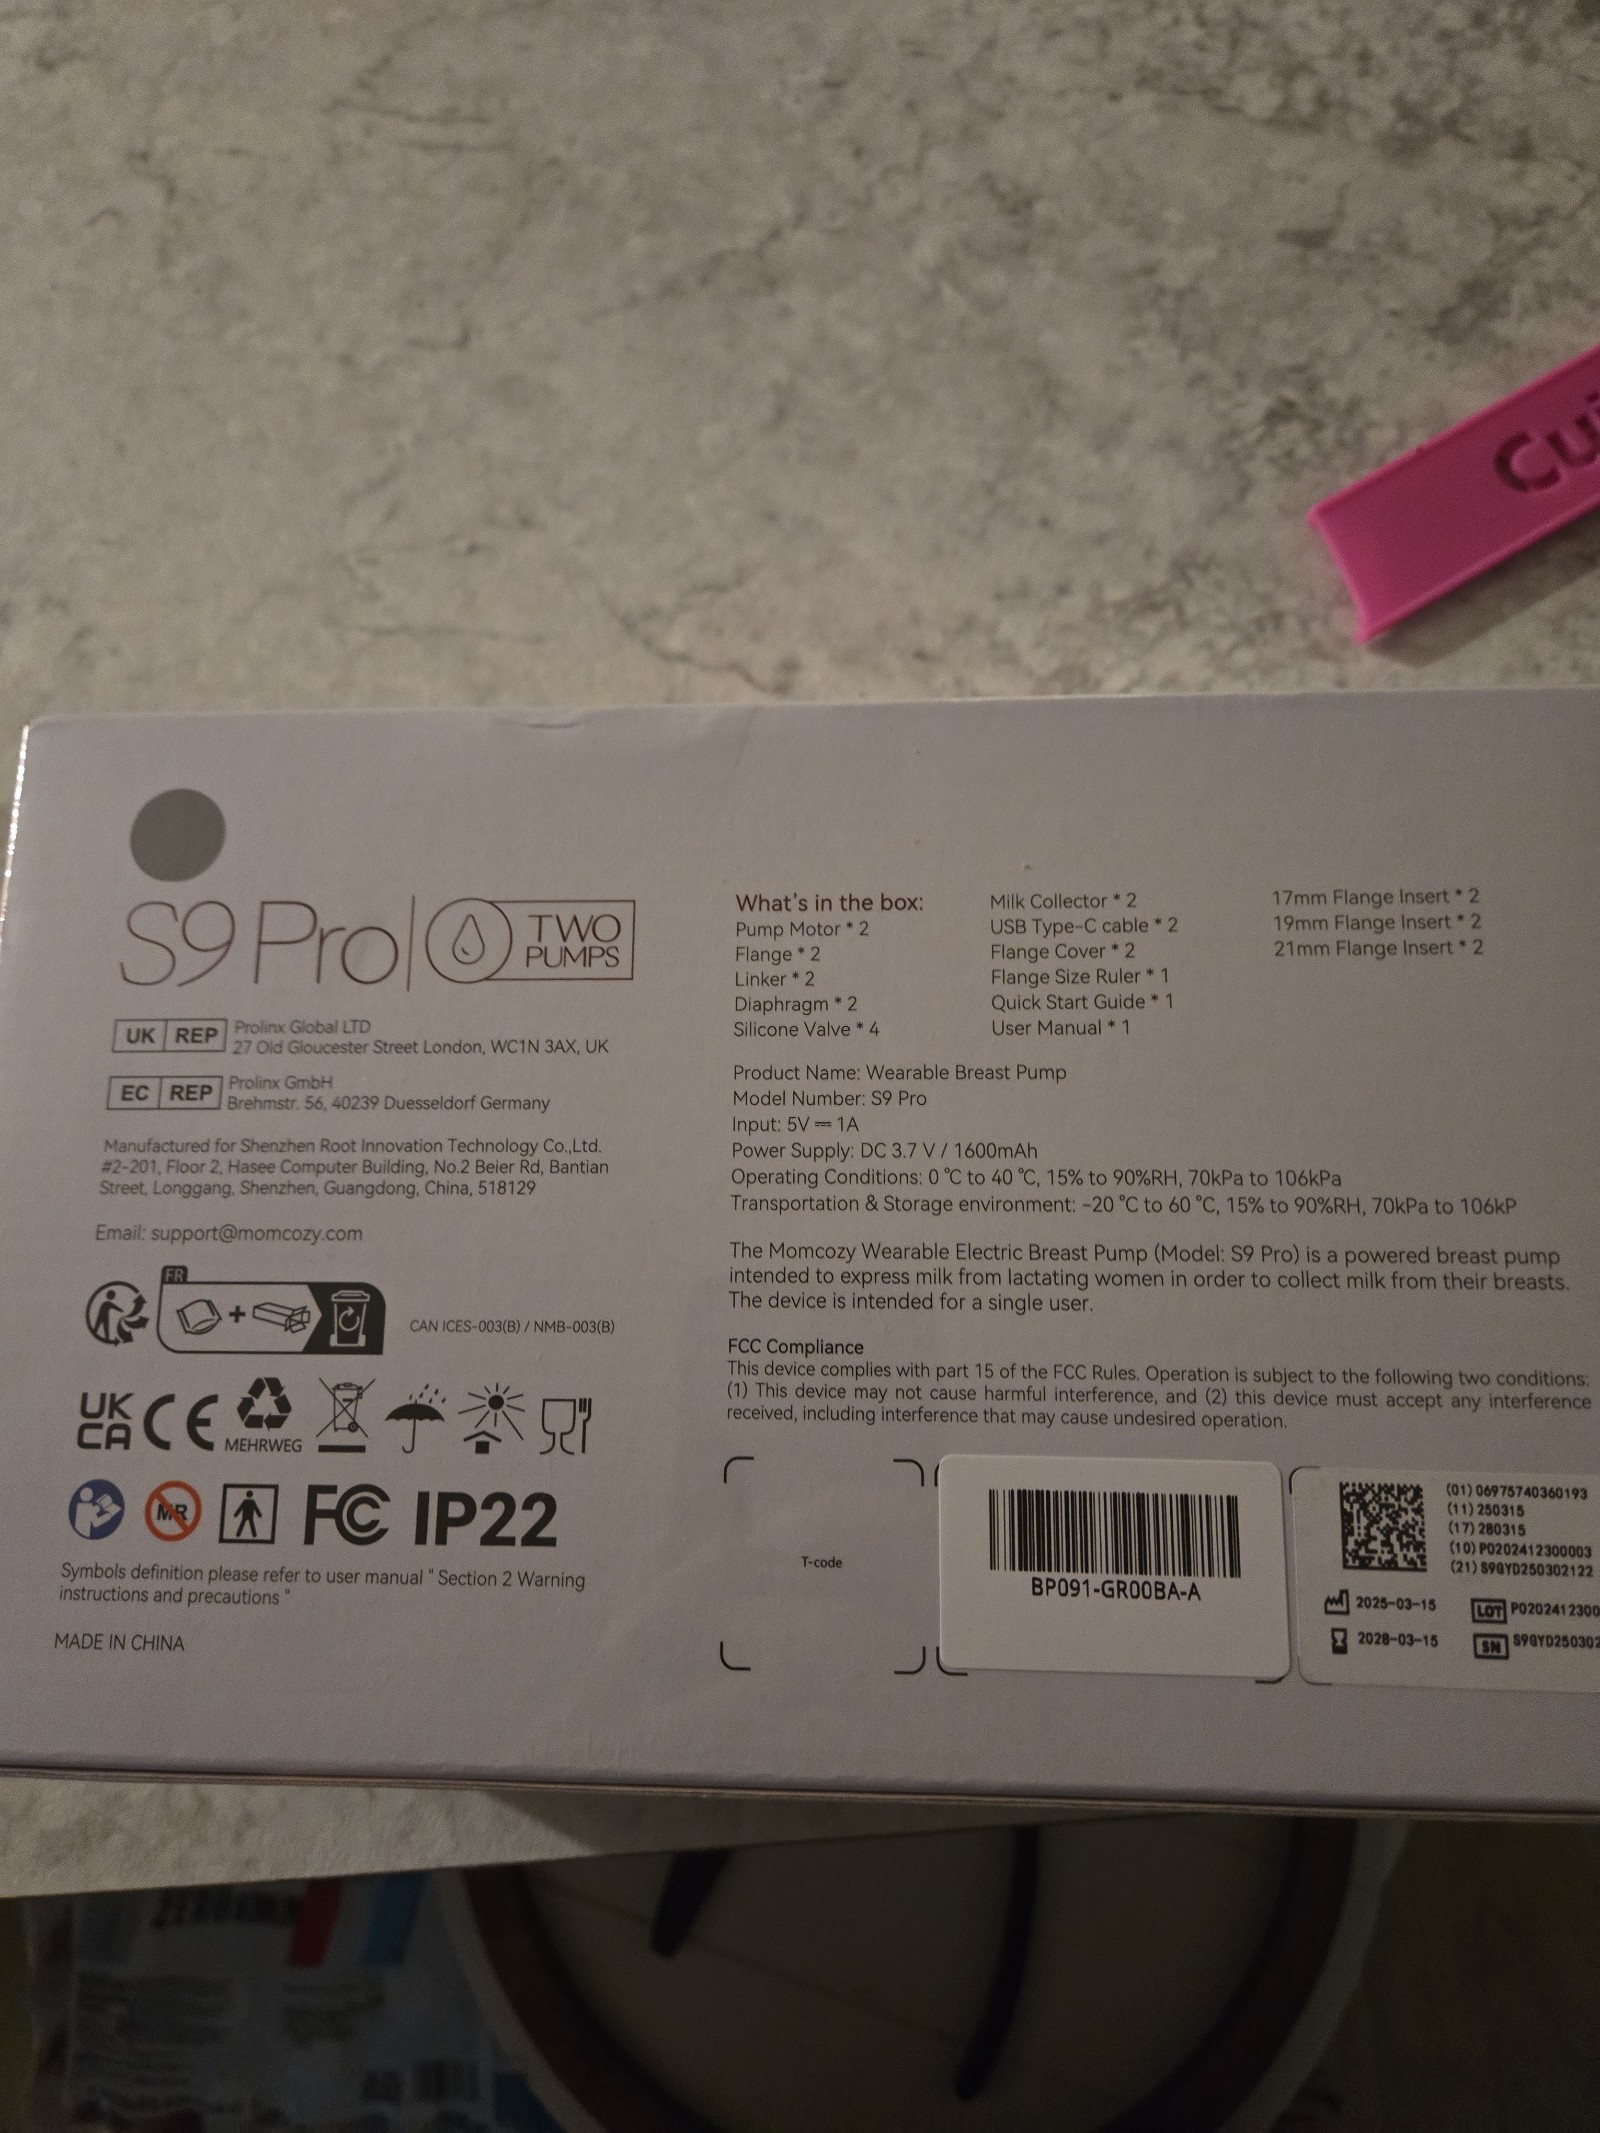 Cui
S9 Pro
TWO
PUMPS
UK REP
Prolinx Global LTD
27 Old Gloucester Street London, WC1N 3AX, UK
EC REP
Prolinx GmbH
Brehmstr. 56, 40239 Duesseldorf Germany
Manufactured for Shenzhen Root Innovation Technology Co.,Ltd.
#2-201, Floor 2, Hasee Computer Building, No.2 Beier Rd, Bantian
Street, Longgang, Shenzhen, Guangdong, China, 518129
Email: support@momcozy.com
FR
CAN ICES-003(B) / NMB-003(B)
UK
CA
CE
MEHRWEG
MR
FC IP22
Symbols definition please refer to user manual " Section 2 Warning
instructions and precautions "
MADE IN CHINA
What's in the box:
Pump Motor * 2
Flange * 2
Linker * 2
Diaphragm * 2
Silicone Valve * 4
Milk Collector * 2
USB Type-C cable * 2
Flange Cover * 2
Flange Size Ruler * 1
Quick Start Guide * 1
User Manual * 1
17mm Flange Insert * 2
19mm Flange Insert * 2
21mm Flange Insert * 2
Product Name: Wearable Breast Pump
Model Number: S9 Pro
Input: 5V ⎓ 1A
Power Supply: DC 3.7 V / 1600mAh
Operating Conditions: 0 °C to 40 °C, 15% to 90%RH, 70kPa to 106kPa
Transportation & Storage environment: -20 °C to 60 °C, 15% to 90%RH, 70kPa to 106kP
The Momcozy Wearable Electric Breast Pump (Model: S9 Pro) is a powered breast pump
intended to express milk from lactating women in order to collect milk from their breasts.
The device is intended for a single user.
FCC Compliance
This device complies with part 15 of the FCC Rules. Operation is subject to the following two conditions:
(1) This device may not cause harmful interference, and (2) this device must accept any interference
received, including interference that may cause undesired operation.
T-code
BP091-GR00BA-A
(01) 06975740360193
(11) 250315
(17) 280315
(10) P0202412300003
(21) S9GYD250302122
2025-03-15
2028-03-15
LOT P0202412300
SN S9GYD250302